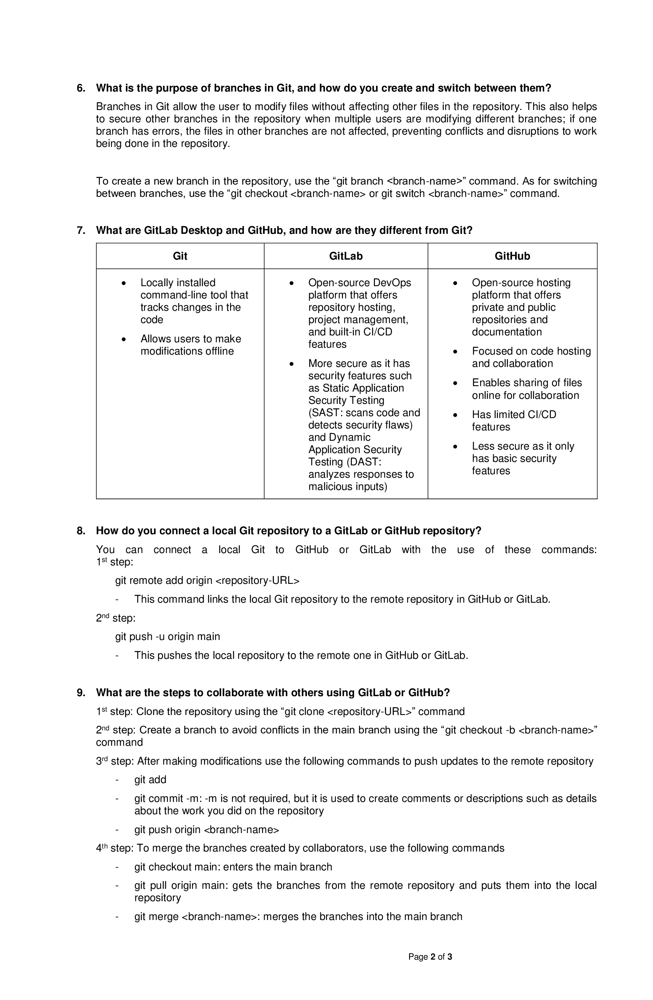 6. What is the purpose of branches in Git, and how do you create and switch between them?
Branches in Git allow the user to modify files without affecting other files in the repository. This also helps
to secure other branches in the repository when multiple users are modifying different branches; if one
branch has errors, the files in other branches are not affected, preventing conflicts and disruptions to work
being done in the repository.
To create a new branch in the repository, use the “git branch <branch-name>” command. As for switching
between branches, use the “git checkout <branch-name> or git switch <branch-name>” command.
7. What are GitLab Desktop and GitHub, and how are they different from Git?
Git
• Locally installed
command-line tool that
tracks changes in the
code
• Allows users to make
modifications offline
GitLab
• Open-source DevOps
platform that offers
repository hosting,
project management,
and built-in CI/CD
features
• More secure as it has
security features such
as Static Application
Security Testing
(SAST: scans code and
detects security flaws)
and Dynamic
Application Security
Testing (DAST:
analyzes responses to
malicious inputs)
GitHub
• Open-source hosting
platform that offers
private and public
repositories and
documentation
• Focused on code hosting
and collaboration
• Enables sharing of files
online for collaboration
• Has limited CI/CD
features
• Less secure as it only
has basic security
features
8. How do you connect a local Git repository to a GitLab or GitHub repository?
You can connect a local Git to GitHub or GitLab with the use of these commands:
1st step:
git remote add origin <repository-URL>
- This command links the local Git repository to the remote repository in GitHub or GitLab.
2nd step:
git push -u origin main
- This pushes the local repository to the remote one in GitHub or GitLab.
9. What are the steps to collaborate with others using GitLab or GitHub?
1st step: Clone the repository using the “git clone <repository-URL>” command
2nd step: Create a branch to avoid conflicts in the main branch using the “git checkout -b <branch-name>”
command
3rd step: After making modifications use the following commands to push updates to the remote repository
- git add
- git commit -m: -m is not required, but it is used to create comments or descriptions such as details
about the work you did on the repository
- git push origin <branch-name>
4th step: To merge the branches created by collaborators, use the following commands
- git checkout main: enters the main branch
- git pull origin main: gets the branches from the remote repository and puts them into the local
repository
- git merge <branch-name>: merges the branches into the main branch
Page 2 of 3